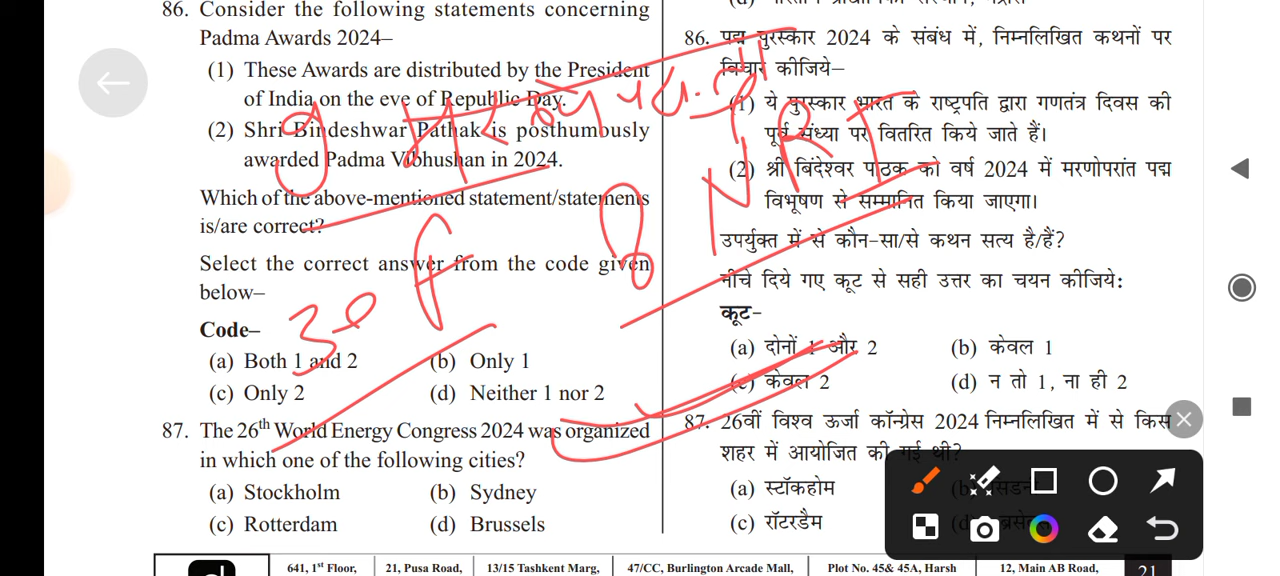 86. Consider the following statements concerning
Padma Awards 2024–
(1) These Awards are distributed by the President
of India on the eve of Republic Day.
(2) Shri Bindeshwar Pathak is posthumously
awarded Padma Vibhushan in 2024.
Which of the above-mentioned statement/statements
is/are correct?
Select the correct answer from the code given
below–
Code–
(a) Both 1 and 2 (b) Only 1
(c) Only 2 (d) Neither 1 nor 2
87. The 26th World Energy Congress 2024 was organized
in which one of the following cities?
(a) Stockholm (b) Sydney
(c) Rotterdam (d) Brussels
86. पद्म पुरस्कार 2024 के संबंध में, निम्नलिखित कथनों पर
विचार कीजिये–
(1) ये पुरस्कार भारत के राष्ट्रपति द्वारा गणतंत्र दिवस की
पूर्व संध्या पर वितरित किये जाते हैं।
(2) श्री बिंदेश्वर पाठक को वर्ष 2024 में मरणोपरांत पद्म
विभूषण से सम्मानित किया जाएगा।
उपर्युक्त में से कौन-सा/से कथन सत्य है/हैं?
नीचे दिये गए कूट से सही उत्तर का चयन कीजिये:
कूट–
(a) दोनों 1 और 2 (b) केवल 1
(c) केवल 2 (d) न तो 1, ना ही 2
87. 26वीं विश्व ऊर्जा कॉन्ग्रेस 2024 निम्नलिखित में से किस
शहर में आयोजित की गई थी?
(a) स्टॉकहोम
(c) रॉटरडैम
641, 1st Floor, 21, Pusa Road, 13/15 Tashkent Marg, 47/CC, Burlington Arcade Mall, Plot No. 45& 45A, Harsh 12, Main AB Road,
21